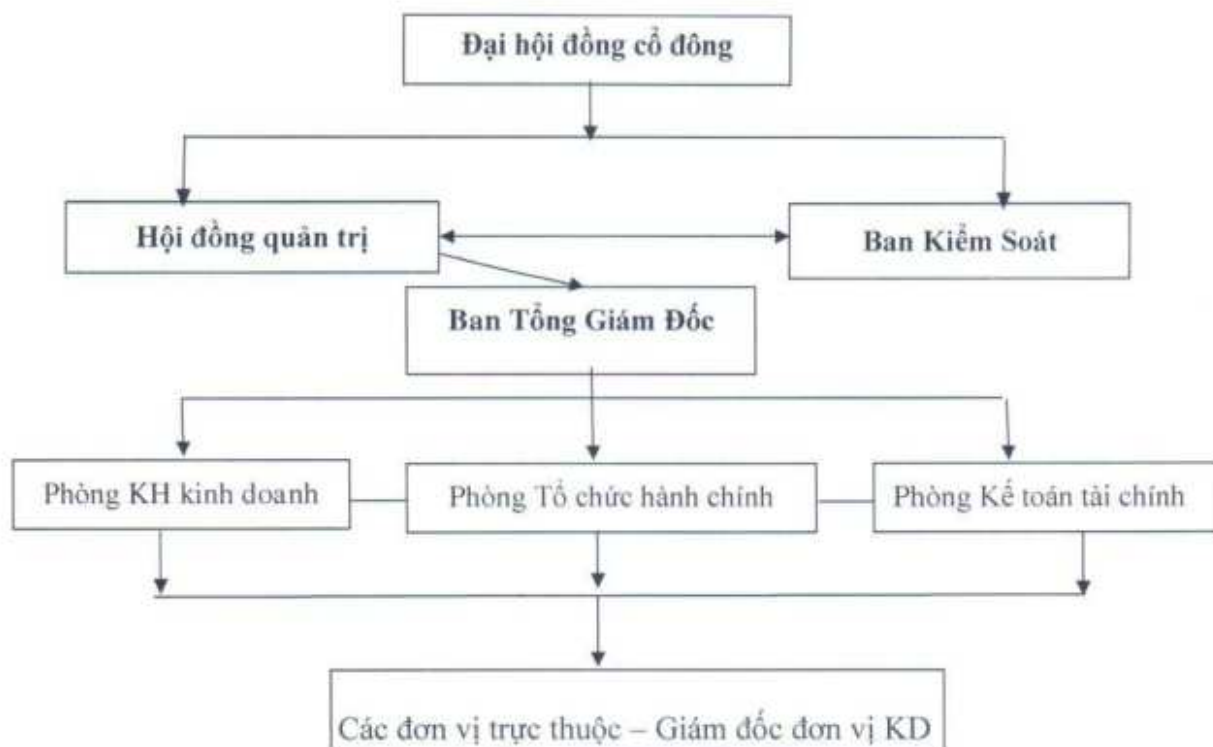 Đại hội đồng cổ đông
Hội đồng quản trị
Ban Kiểm Soát
Ban Tổng Giám Đốc
Phòng KH kinh doanh
Phòng Tổ chức hành chính
Phòng Kế toán tài chính
Các đơn vị trực thuộc – Giám đốc đơn vị KD